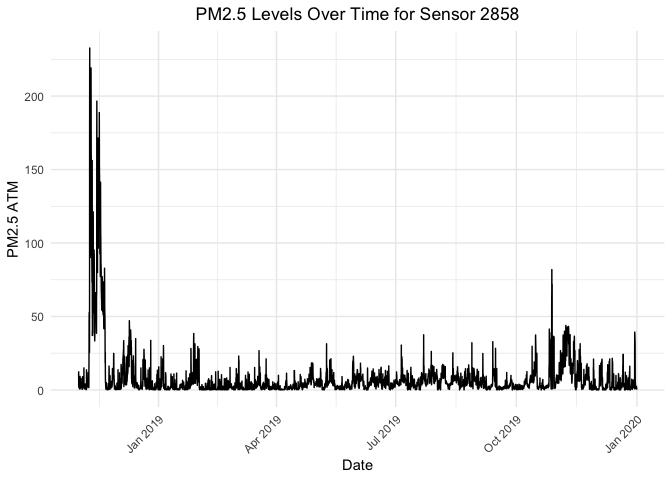 PM2.5 Levels Over Time for Sensor 2858
PM2.5 ATM
200
150
100
50
0
Jan 2019
Apr 2019
Jul 2019
Oct 2019
Jan 2020
Date